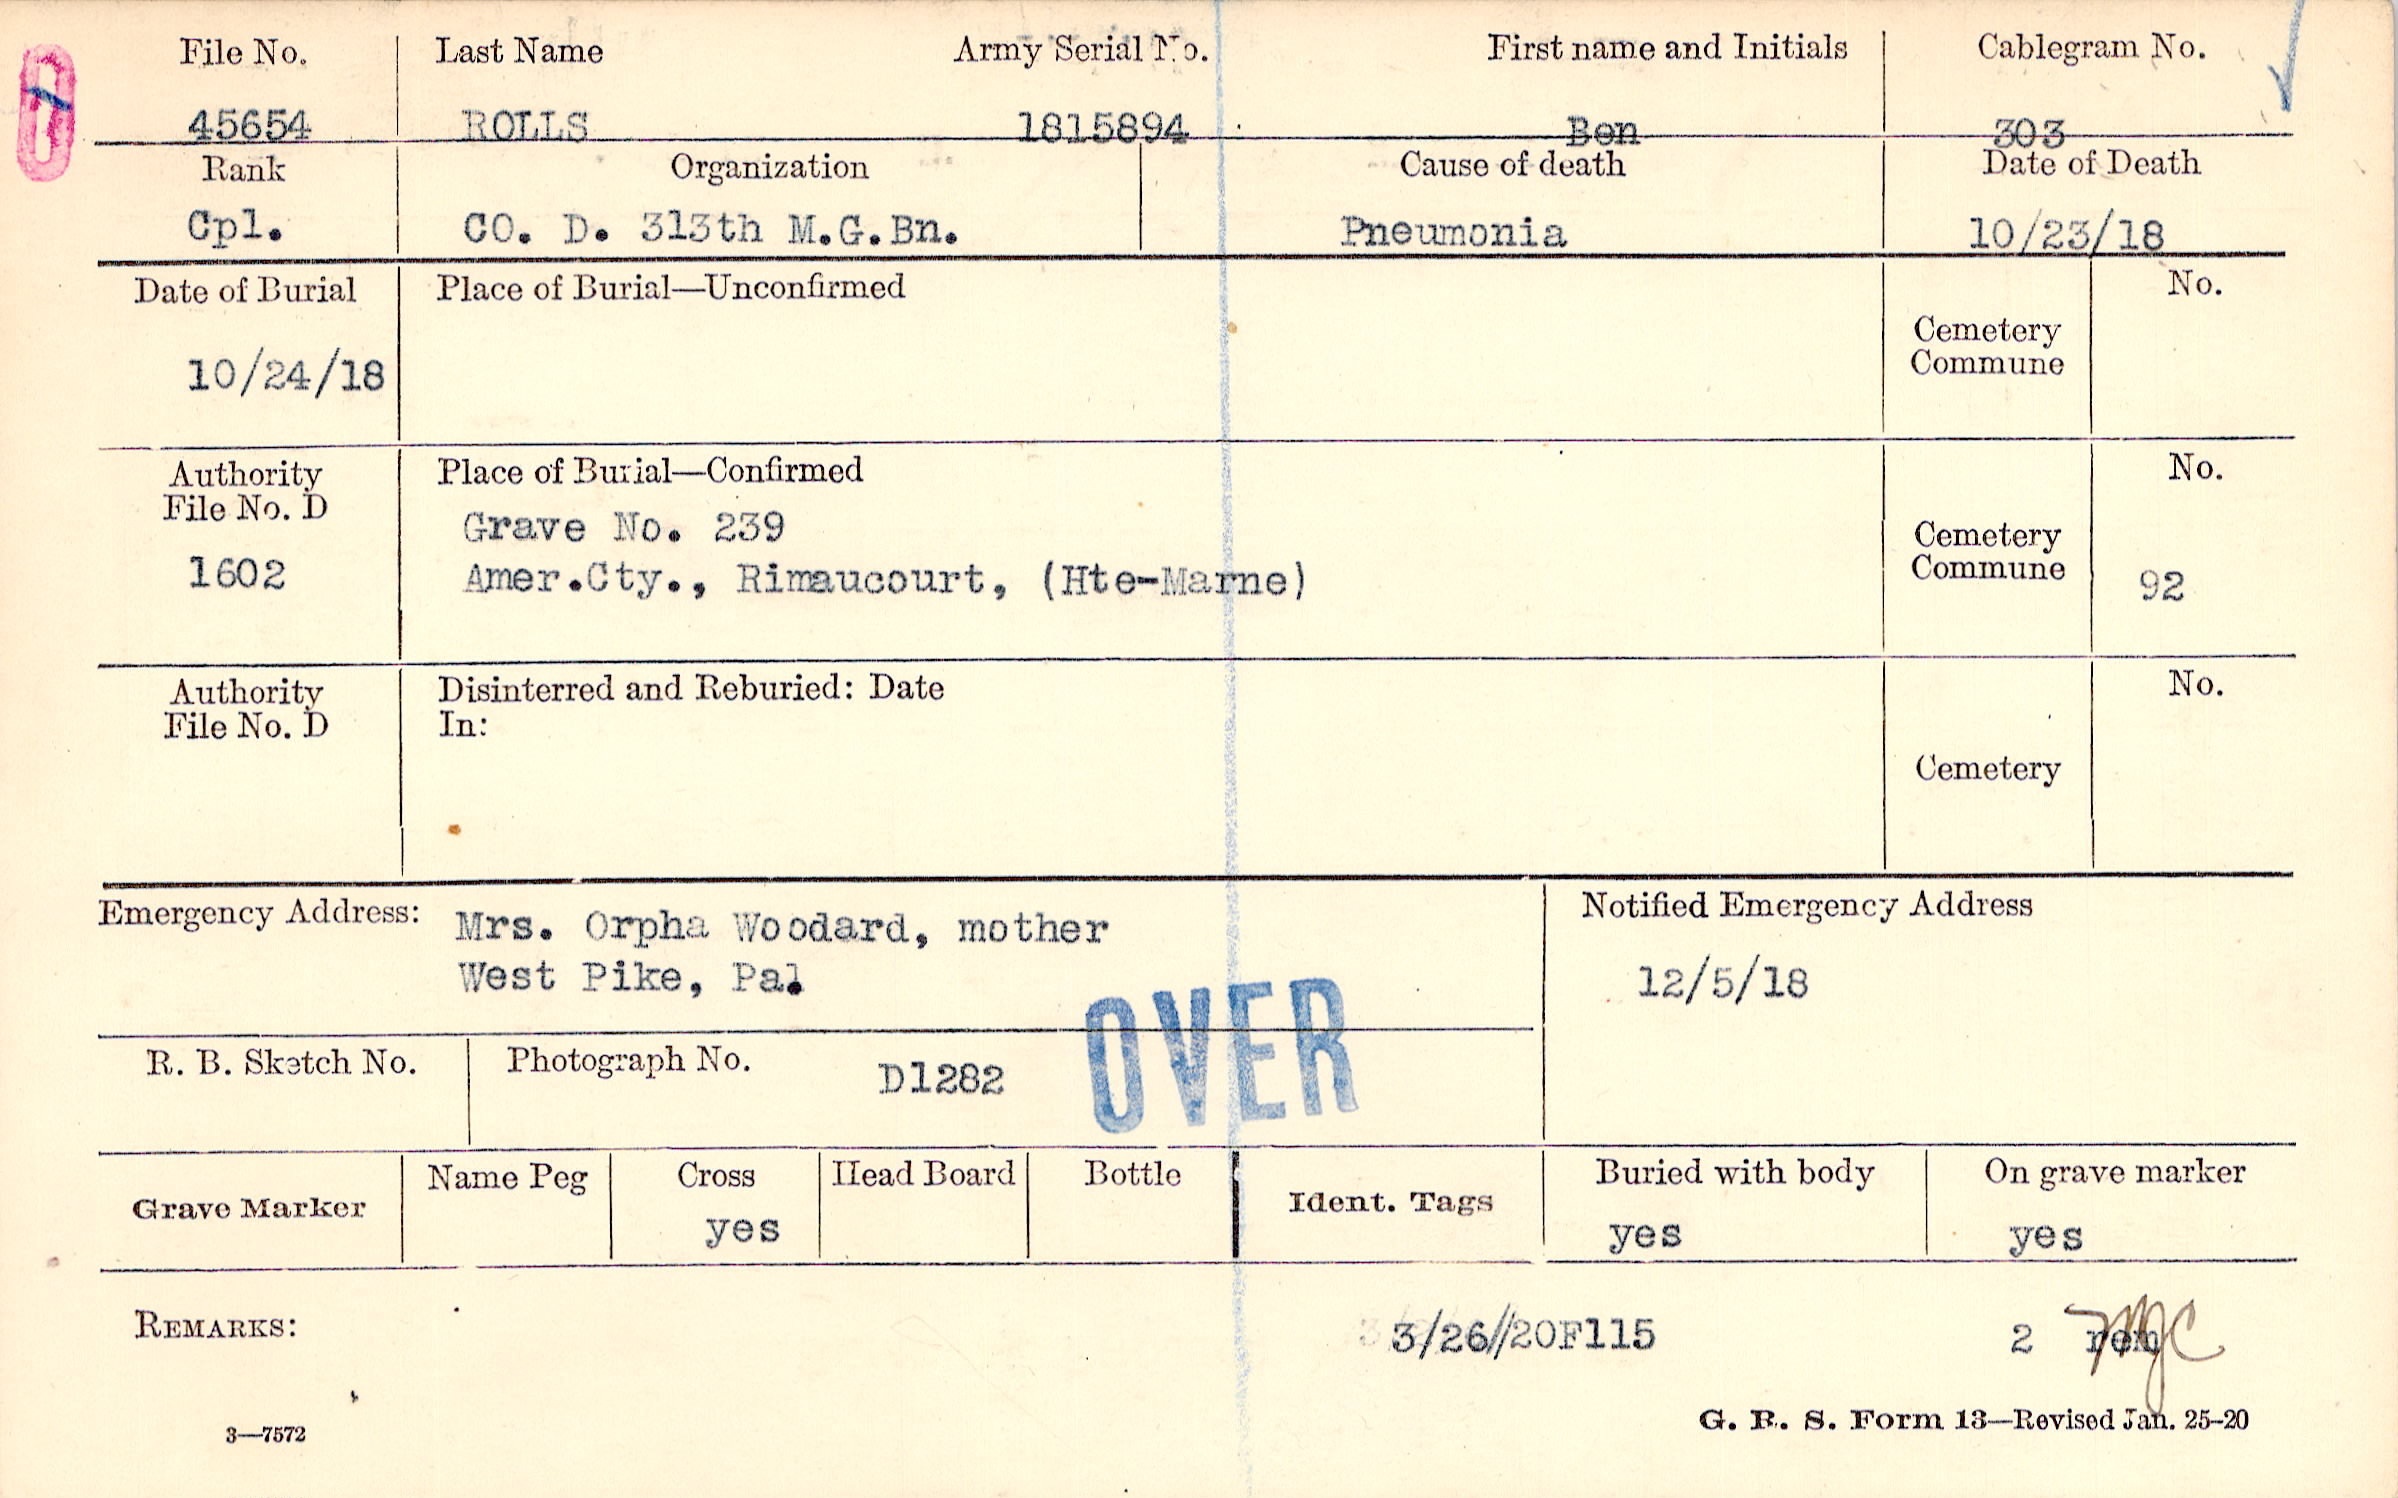 File No. Last Name Army Serial No. First name and Initials Cablegram No.
45654 ROLLS 1815894 Ben 303
Rank Organization Cause of death Date of Death
Cpl. CO. D. 313th M.G.Bn. Pneumonia 10/23/18
Date of Burial Place of Burial—Unconfirmed No.
Cemetery
Commune
10/24/18
Authority Place of Burial—Confirmed No.
File No. D
Grave No. 239
Cemetery
Commune
1602 Amer.Cty., Rimaucourt, (Hte-Marne) 92
Authority Disinterred and Reburied: Date No.
File No. D In:
Cemetery
Emergency Address: Mrs. Orpha Woodard, mother Notified Emergency Address
West Pike, Pa. 12/5/18
OVER
R. B. Sketch No. Photograph No. D1282
Grave Marker Name Peg Cross Head Board Bottle Ident. Tags Buried with body On grave marker
yes yes yes
REMARKS: 3/26//20F115 2 rem
3—7572 G. R. S. Form 13—Revised Jan. 25-20